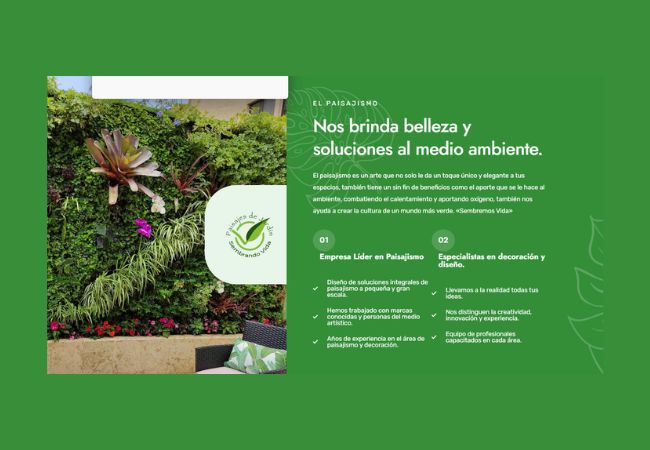 Paisajes de Jardín
Sembrando Vida
EL PAISAJISMO
Nos brinda belleza y
soluciones al medio ambiente.
El paisajismo es un arte que no solo le da un toque único y elegante a tus
espacios, también tiene un sin fin de beneficios como el aporte que se le hace al
ambiente, combatiendo el calentamiento y aportando oxígeno, también nos
ayuda a crear la cultura de un mundo más verde. «Sembremos Vida»
01
Empresa Líder en Paisajismo
Diseño de soluciones integrales de
paisajismo a pequeña y gran
escala.
Hemos trabajado con marcas
conocidas y personas del medio
artístico.
Años de experiencia en el área de
paisajismo y decoración.
02
Especialistas en decoración y
diseño.
Llevamos a la realidad todas tus
ideas.
Nos distinguen la creatividad,
innovación y experiencia.
Equipo de profesionales
capacitados en cada área.